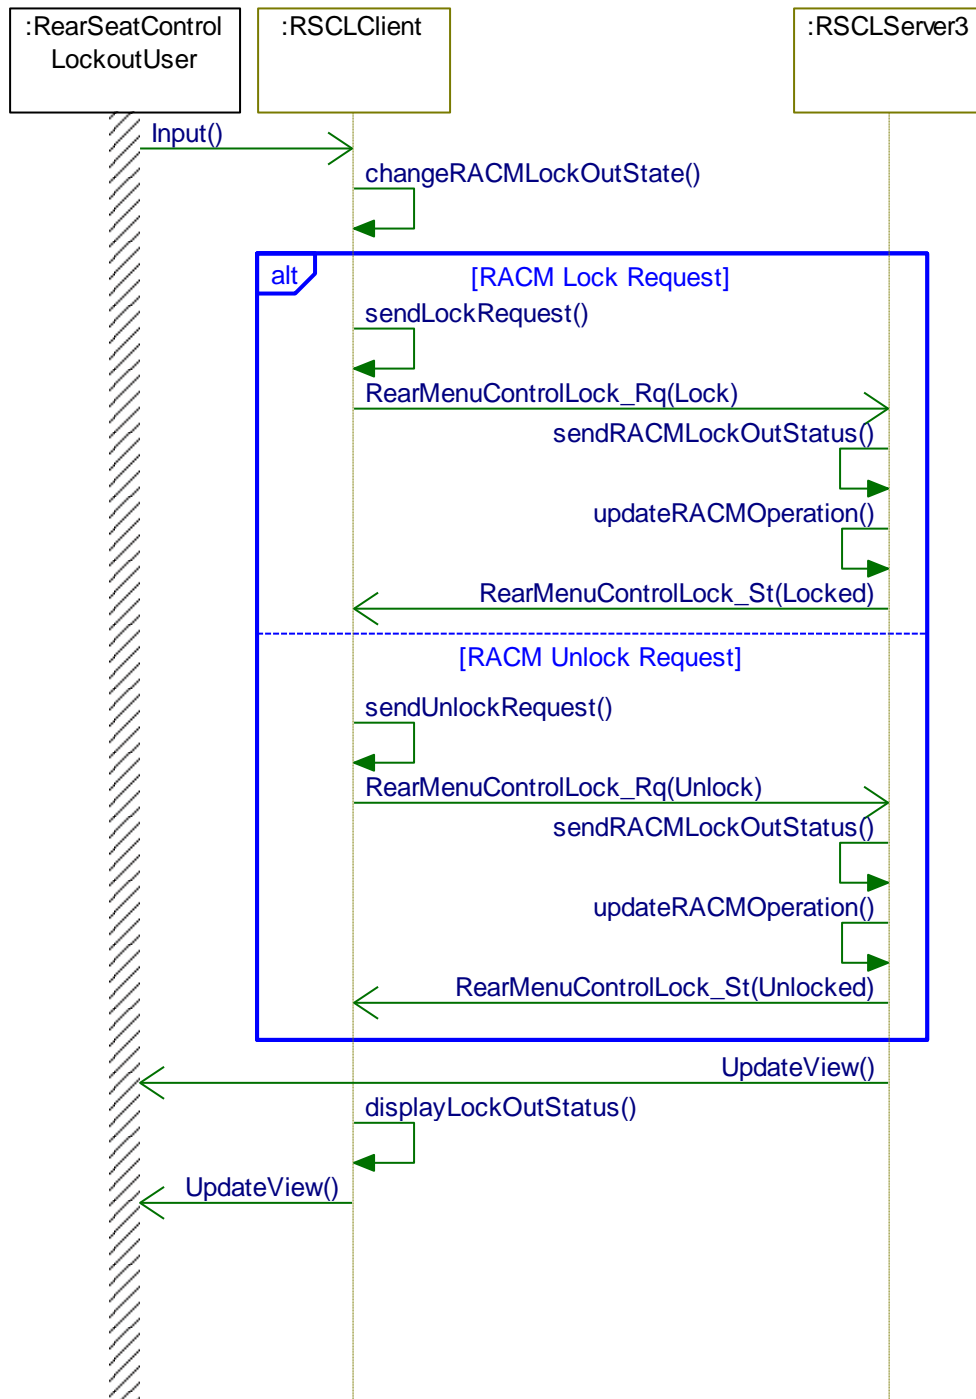 :RearSeatControl
LockoutUser
:RSCLClient
:RSCLServer3
Input()
changeRACMLockOutState()
alt
[RACM Lock Request]
sendLockRequest()
RearMenuControlLock_Rq(Lock)
sendRACMLockOutStatus()
updateRACMOperation()
RearMenuControlLock_St(Locked)
[RACM Unlock Request]
sendUnlockRequest()
RearMenuControlLock_Rq(Unlock)
sendRACMLockOutStatus()
updateRACMOperation()
RearMenuControlLock_St(Unlocked)
UpdateView()
displayLockOutStatus()
UpdateView()